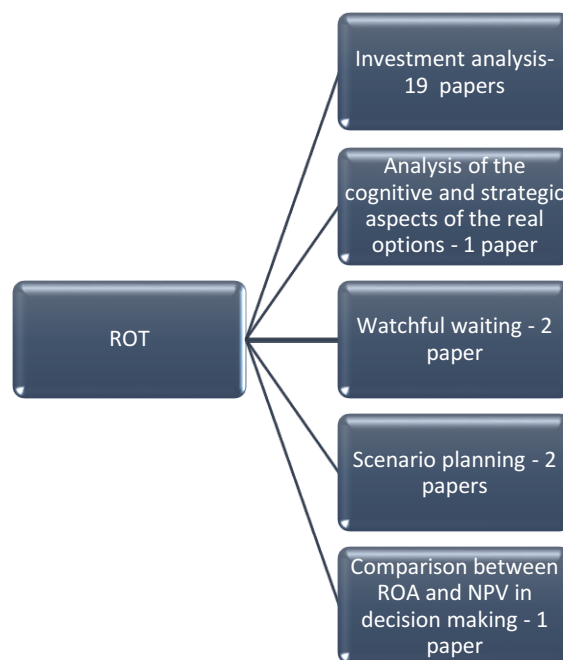 Investment analysis-
19 papers
Analysis of the
cognitive and strategic
aspects of the real
options - 1 paper
ROT
Watchful waiting - 2
paper
Scenario planning - 2
papers
Comparison between
ROA and NPV in
decision making - 1
paper